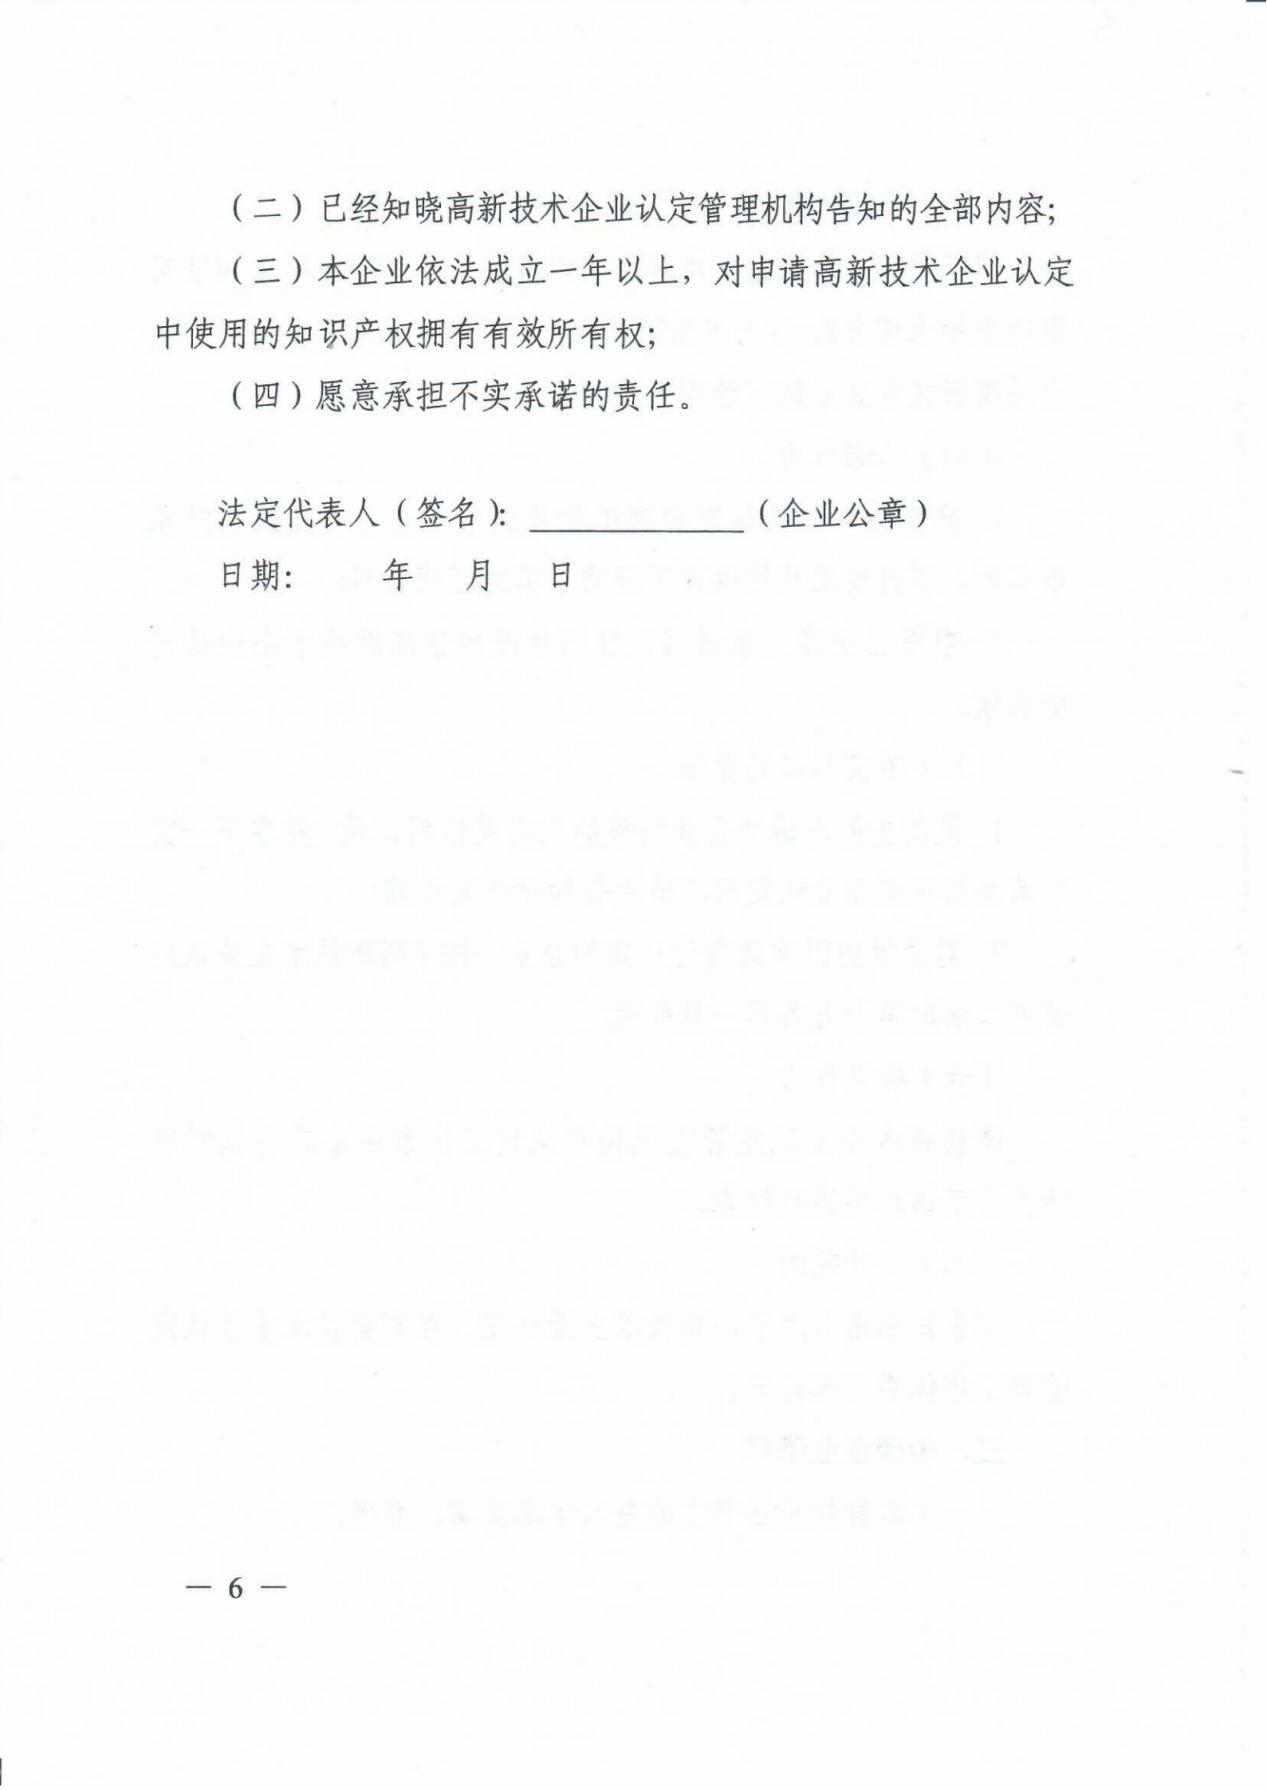 （二）已经知晓高新技术企业认定管理机构告知的全部内容；
（三）本企业依法成立一年以上，对申请高新技术企业认定
中使用的知识产权拥有有效所有权；
（四）愿意承担不实承诺的责任。
法定代表人（签名）：____________（企业公章）
日期：　　年　　月　　日
— 6 —